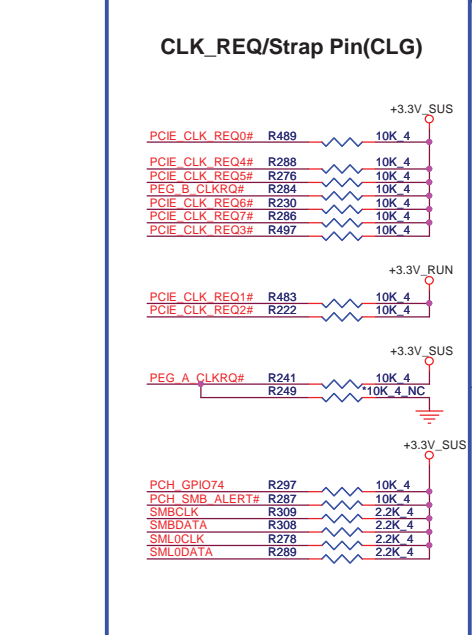 CLK_REQ/Strap Pin(CLG)
+3.3V_SUS
PCIE_CLK_REQ0# R489 10K_4
PCIE_CLK_REQ4# R288 10K_4
PCIE_CLK_REQ5# R276 10K_4
PEG_B_CLKRQ# R284 10K_4
PCIE_CLK_REQ6# R230 10K_4
PCIE_CLK_REQ7# R286 10K_4
PCIE_CLK_REQ3# R497 10K_4
+3.3V_RUN
PCIE_CLK_REQ1# R483 10K_4
PCIE_CLK_REQ2# R222 10K_4
+3.3V_SUS
PEG_A_CLKRQ# R241 10K_4
R249 *10K_4_NC
+3.3V_SUS
PCH_GPIO74 R297 10K_4
PCH_SMB_ALERT# R287 10K_4
SMBCLK R309 2.2K_4
SMBDATA R308 2.2K_4
SML0CLK R278 2.2K_4
SML0DATA R289 2.2K_4